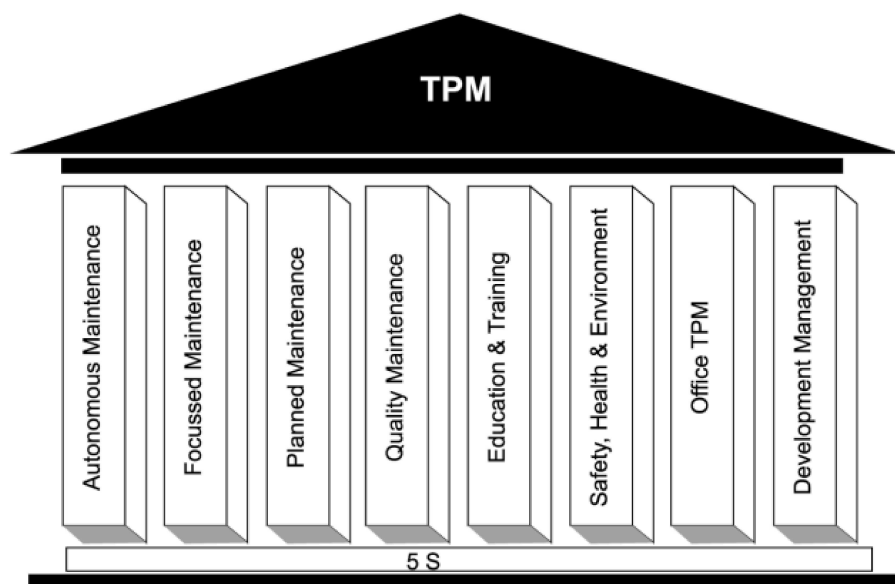 TPM
Autonomous Maintenance
Focussed Maintenance
Planned Maintenance
Quality Maintenance
Education & Training
Safety, Health & Environment
Office TPM
Development Management
5 S